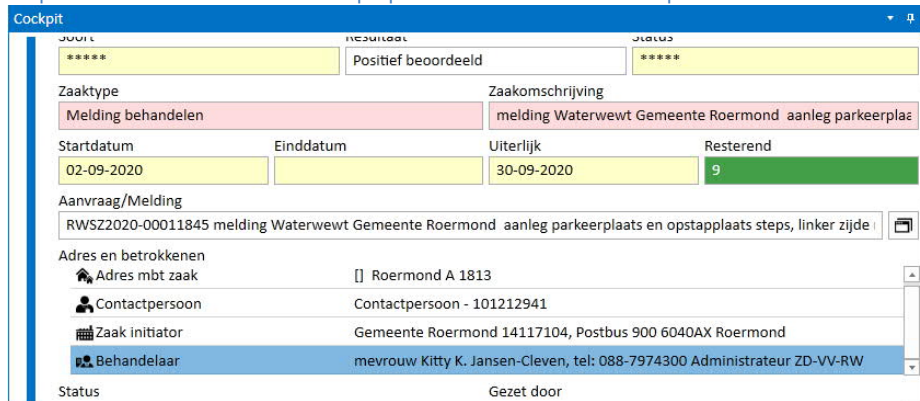 Cockpit
Soort Resultaat Status
***** Positief beoordeeld *****
Zaaktype Zaakomschrijving
Melding behandelen melding Waterwewt Gemeente Roermond aanleg parkeerplaa
Startdatum Einddatum Uiterlijk Resterend
02-09-2020 30-09-2020 9
Aanvraag/Melding
RWSZ2020-00011845 melding Waterwewt Gemeente Roermond aanleg parkeerplaats en opstapplaats steps, linker zijde
Adres en betrokkenen
Adres mbt zaak [] Roermond A 1813
Contactpersoon Contactpersoon - 101212941
Zaak initiator Gemeente Roermond 14117104, Postbus 900 6040AX Roermond
Behandelaar mevrouw Kitty K. Jansen-Cleven, tel: 088-7974300 Administrateur ZD-VV-RW
Status Gezet door